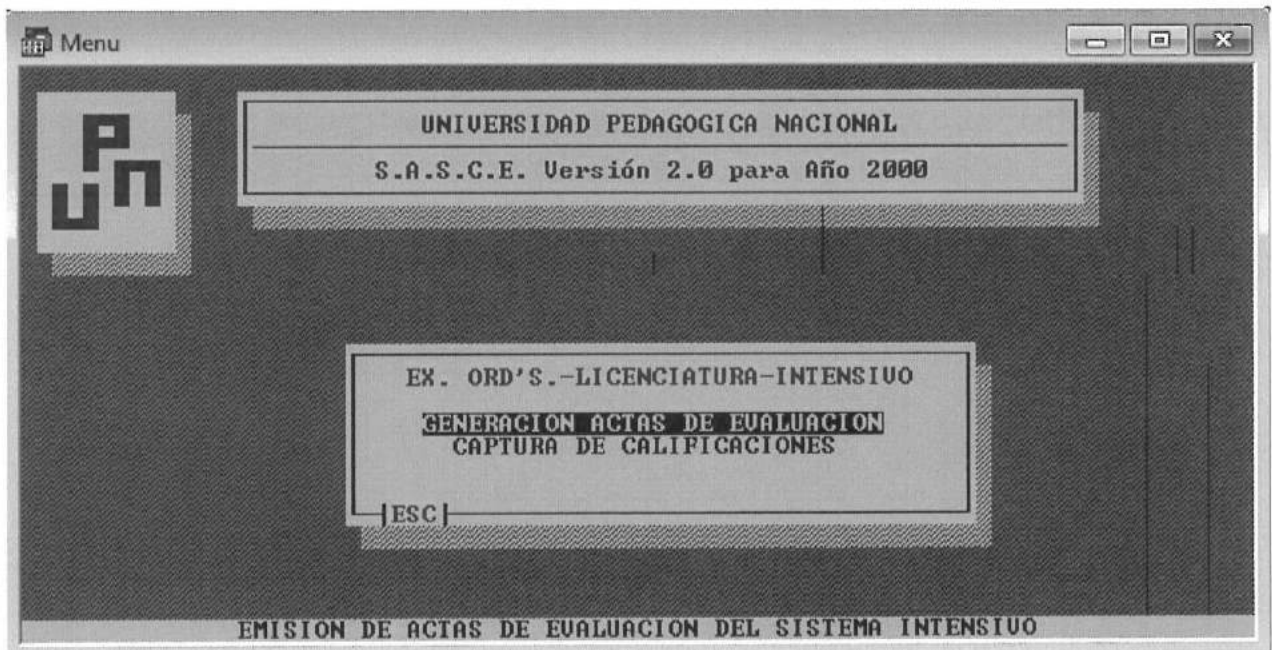 Menu
UPN
UNIVERSIDAD PEDAGOGICA NACIONAL
S.A.S.C.E. Versión 2.0 para Año 2000
EX. ORD'S.-LICENCIATURA-INTENSIVO
GENERACION ACTAS DE EVALUACION
CAPTURA DE CALIFICACIONES
ESC
EMISION DE ACTAS DE EVALUACION DEL SISTEMA INTENSIVO